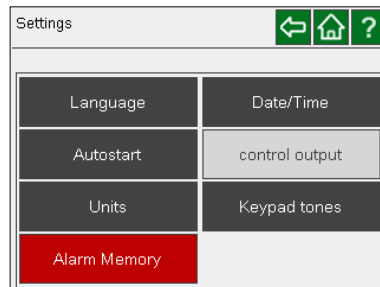 Settings
?
Language
Date/Time
Autostart
control output
Units
Keypad tones
Alarm Memory